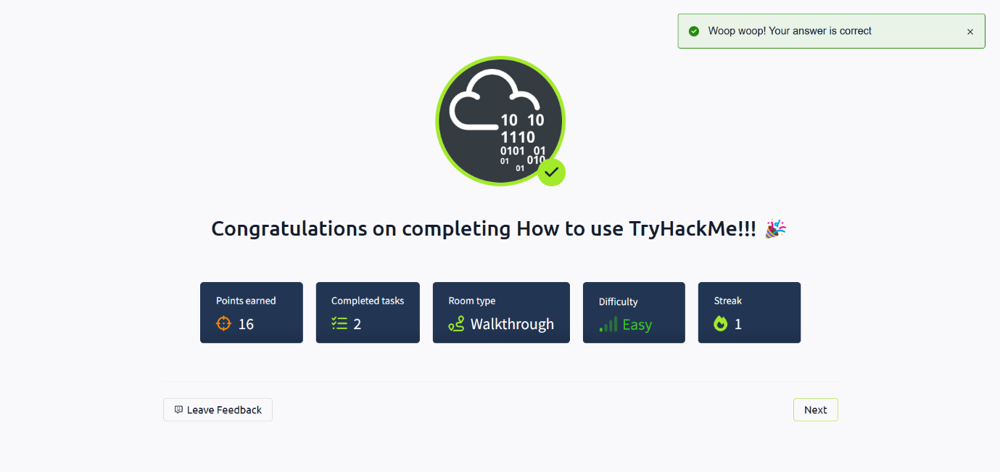 Woop woop! Your answer is correct
10 10
1110
0101 01
01 010
01
Congratulations on completing How to use TryHackMe!!! 🎉
Points earned
16
Completed tasks
2
Room type
Walkthrough
Difficulty
Easy
Streak
1
Leave Feedback
Next